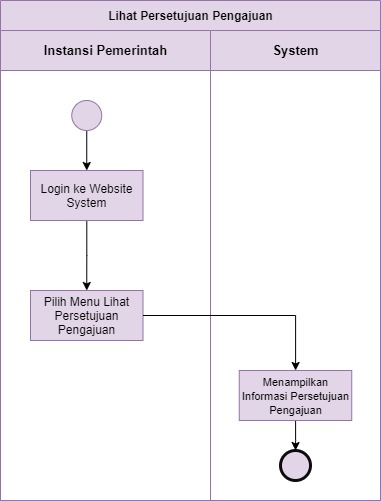 Lihat Persetujuan Pengajuan
Instansi Pemerintah
System
Login ke Website
System
Pilih Menu Lihat
Persetujuan
Pengajuan
Menampilkan
Informasi Persetujuan
Pengajuan